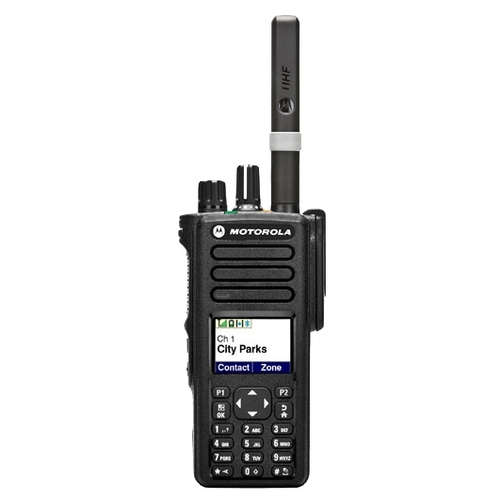 UHF
MOTOROLA
Ch 1
City Parks
Contact Zone
P1 P2
OK
1 2 ABC 3 DEF
4 GHI 5 JKL 6 MNO
7 PQRS 8 TUV 9 WXYZ
* 0 #